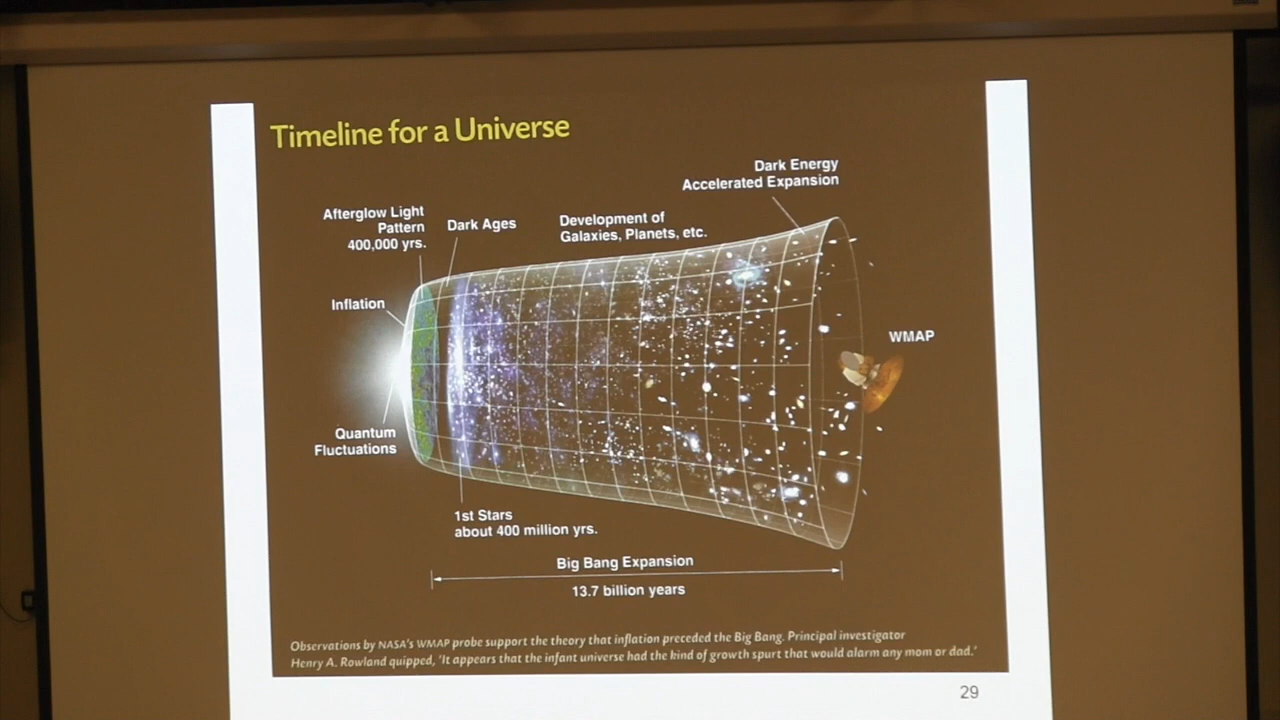 Timeline for a Universe
Dark Energy
Accelerated Expansion
Afterglow Light
Pattern
400,000 yrs.
Dark Ages
Development of
Galaxies, Planets, etc.
Inflation
WMAP
Quantum
Fluctuations
1st Stars
about 400 million yrs.
Big Bang Expansion
13.7 billion years
Observations by NASA's WMAP probe support the theory that inflation preceded the Big Bang. Principal investigator
Henry A. Rowland quipped, 'It appears that the infant universe had the kind of growth spurt that would alarm any mom or dad.'
29